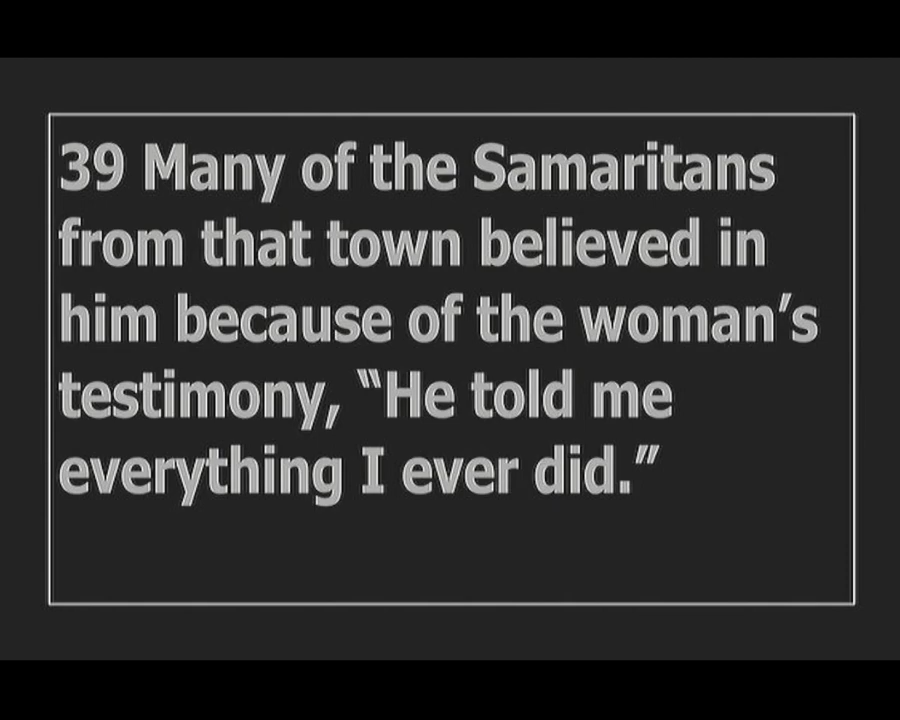 39 Many of the Samaritans
from that town believed in
him because of the woman’s
testimony, “He told me
everything I ever did.”